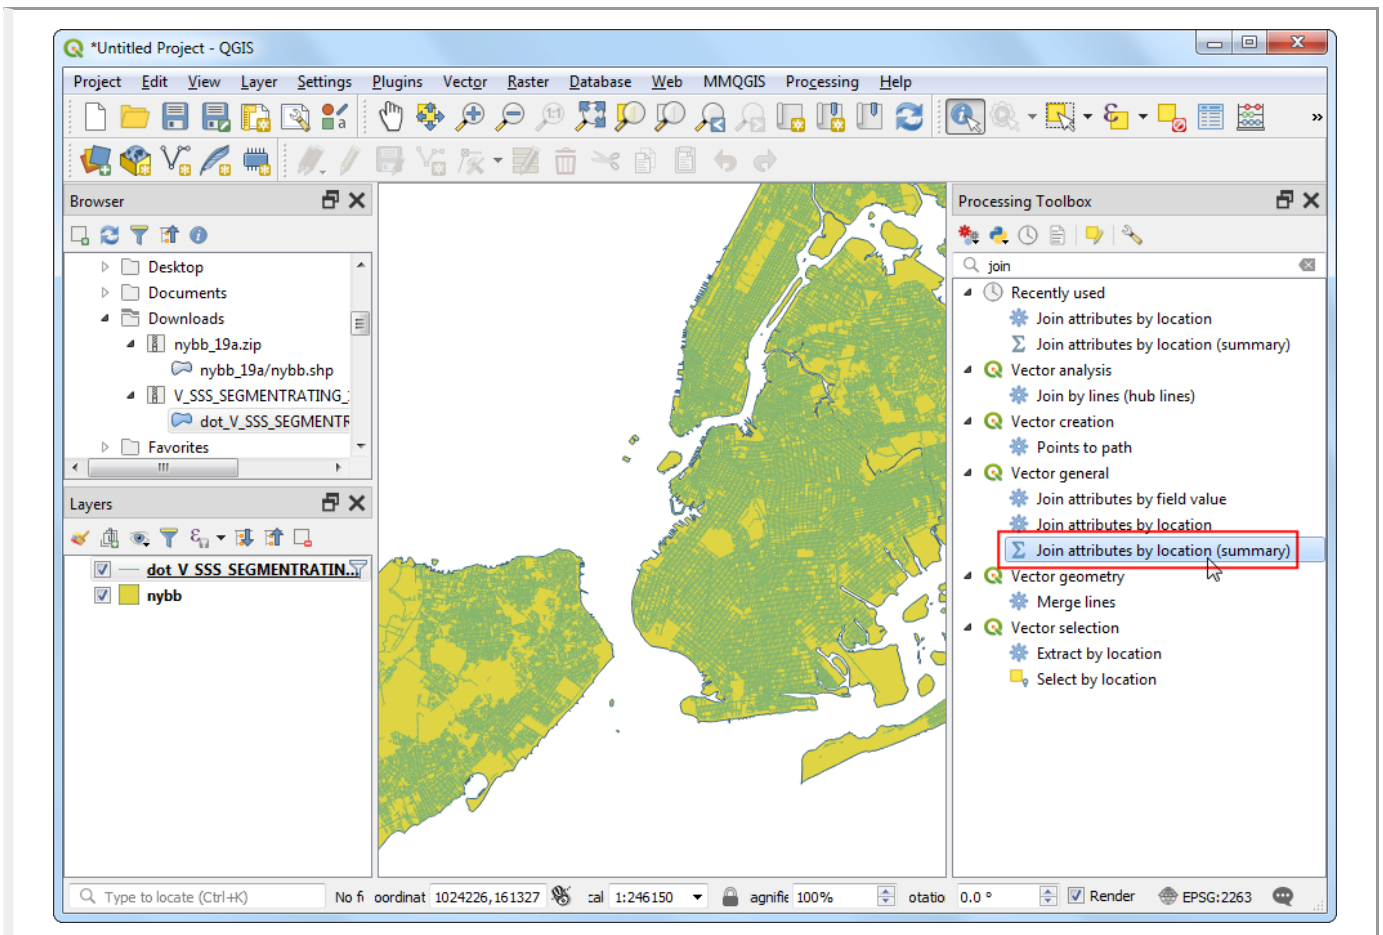 *Untitled Project - QGIS
Project Edit View Layer Settings Plugins Vector Raster Database Web MMQGIS Processing Help
Browser
Desktop
Documents
Downloads
nybb_19a.zip
nybb_19a/nybb.shp
V_SSS_SEGMENTRATING_
dot_V_SSS_SEGMENTR
Favorites
Layers
dot_V_SSS_SEGMENTRATIN...
nybb
Processing Toolbox
join
Recently used
Join attributes by location
Join attributes by location (summary)
Vector analysis
Join by lines (hub lines)
Vector creation
Points to path
Vector general
Join attributes by field value
Join attributes by location
Join attributes by location (summary)
Vector geometry
Merge lines
Vector selection
Extract by location
Select by location
Type to locate (Ctrl+K) No fi oordinat 1024226,161327 cal 1:246150 agnifie 100% otatio 0.0 ° Render EPSG:2263